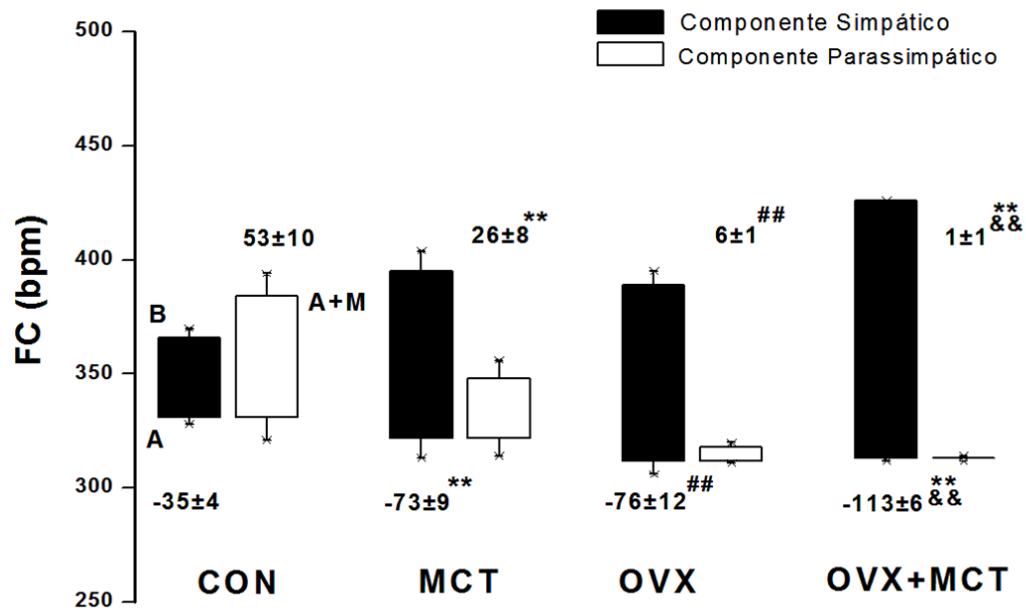 500
450
400
350
300
250
FC (bpm)
Componente Simpático
Componente Parassimpático
53±10
26±8**
6±1##
1±1**&&
B
A+M
A
-35±4
-73±9**
-76±12##
-113±6**&&
CON
MCT
OVX
OVX+MCT